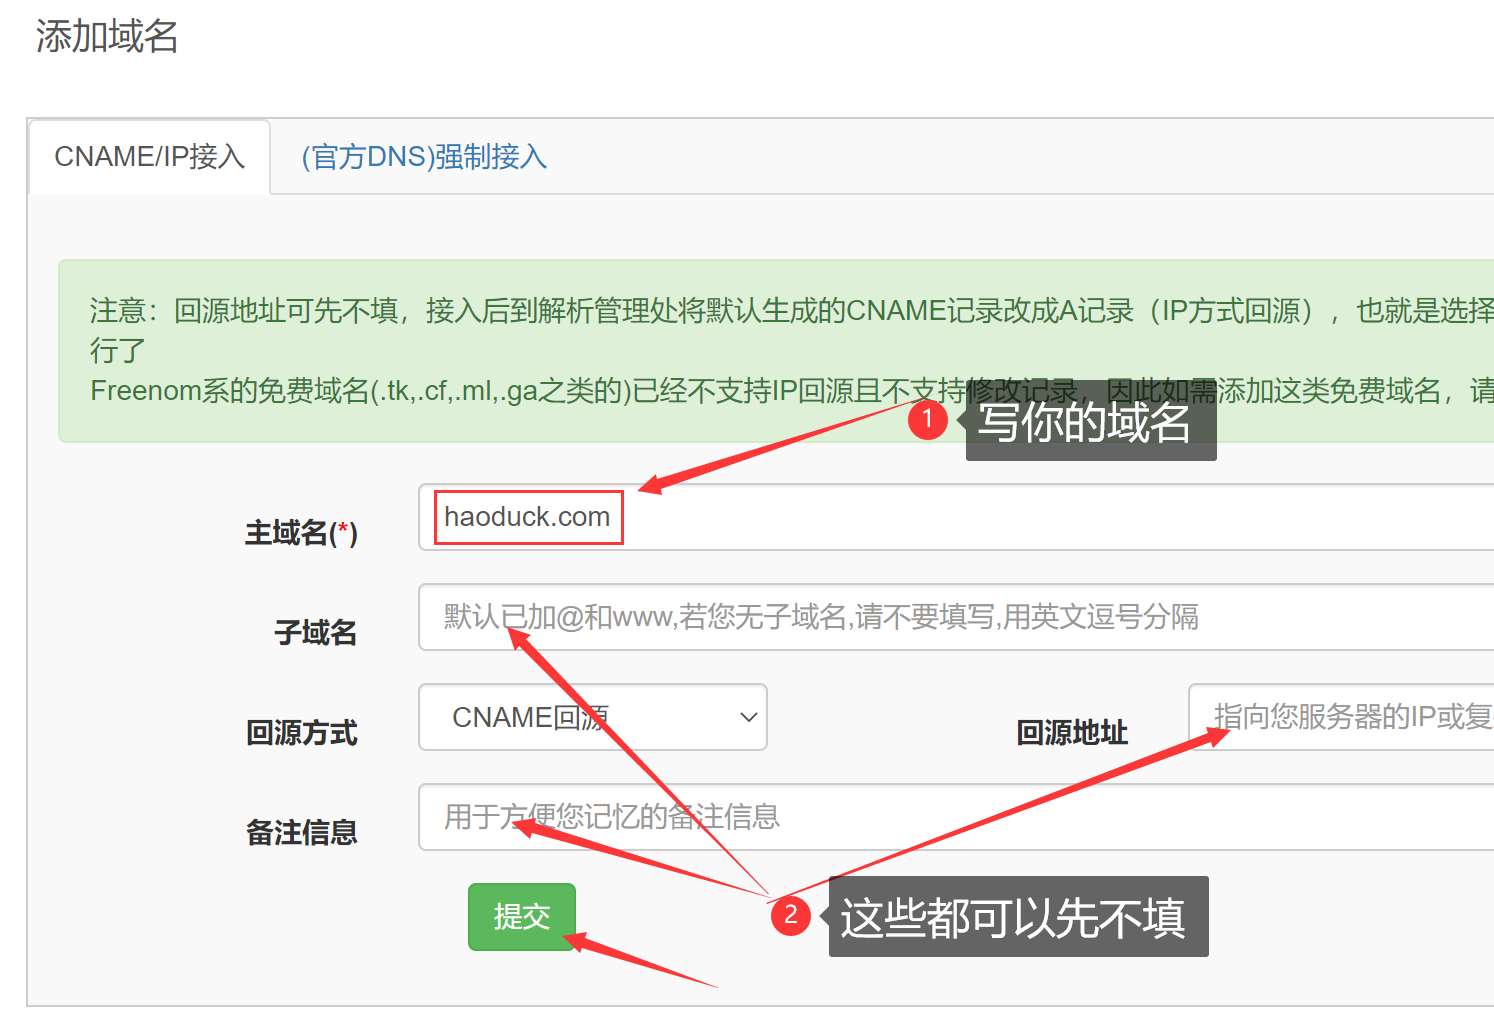 添加域名
CNAME/IP接入
(官方DNS)强制接入
注意：回源地址可先不填，接入后到解析管理处将默认生成的CNAME记录改成A记录（IP方式回源），也就是选择
行了
Freenom系的免费域名(.tk,.cf,.ml,.ga之类的)已经不支持IP回源且不支持修改记录，因此如需添加这类免费域名，请
1
写你的域名
主域名(*)
haoduck.com
子域名
默认已加@和www,若您无子域名,请不要填写,用英文逗号分隔
回源方式
CNAME回源
回源地址
指向您服务器的IP或复
备注信息
用于方便您记忆的备注信息
提交
2
这些都可以先不填